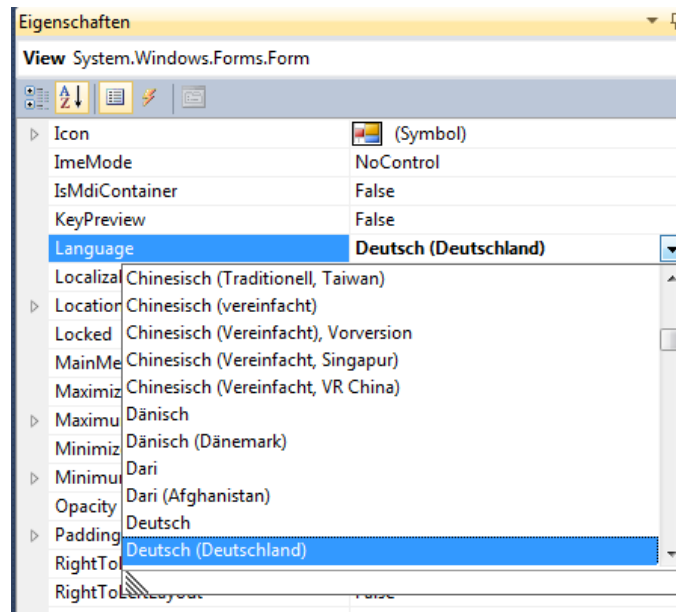 Eigenschaften
View System.Windows.Forms.Form
Icon (Symbol)
ImeMode NoControl
IsMdiContainer False
KeyPreview False
Language Deutsch (Deutschland)
Chinesisch (Traditionell, Taiwan)
Chinesisch (vereinfacht)
Location
Chinesisch (Vereinfacht), Vorversion
Locked
Chinesisch (Vereinfacht, Singapur)
Chinesisch (Vereinfacht, VR China)
Dänisch
Dänisch (Dänemark)
Dari
Dari (Afghanistan)
Opacity
Deutsch
Padding
Deutsch (Deutschland)